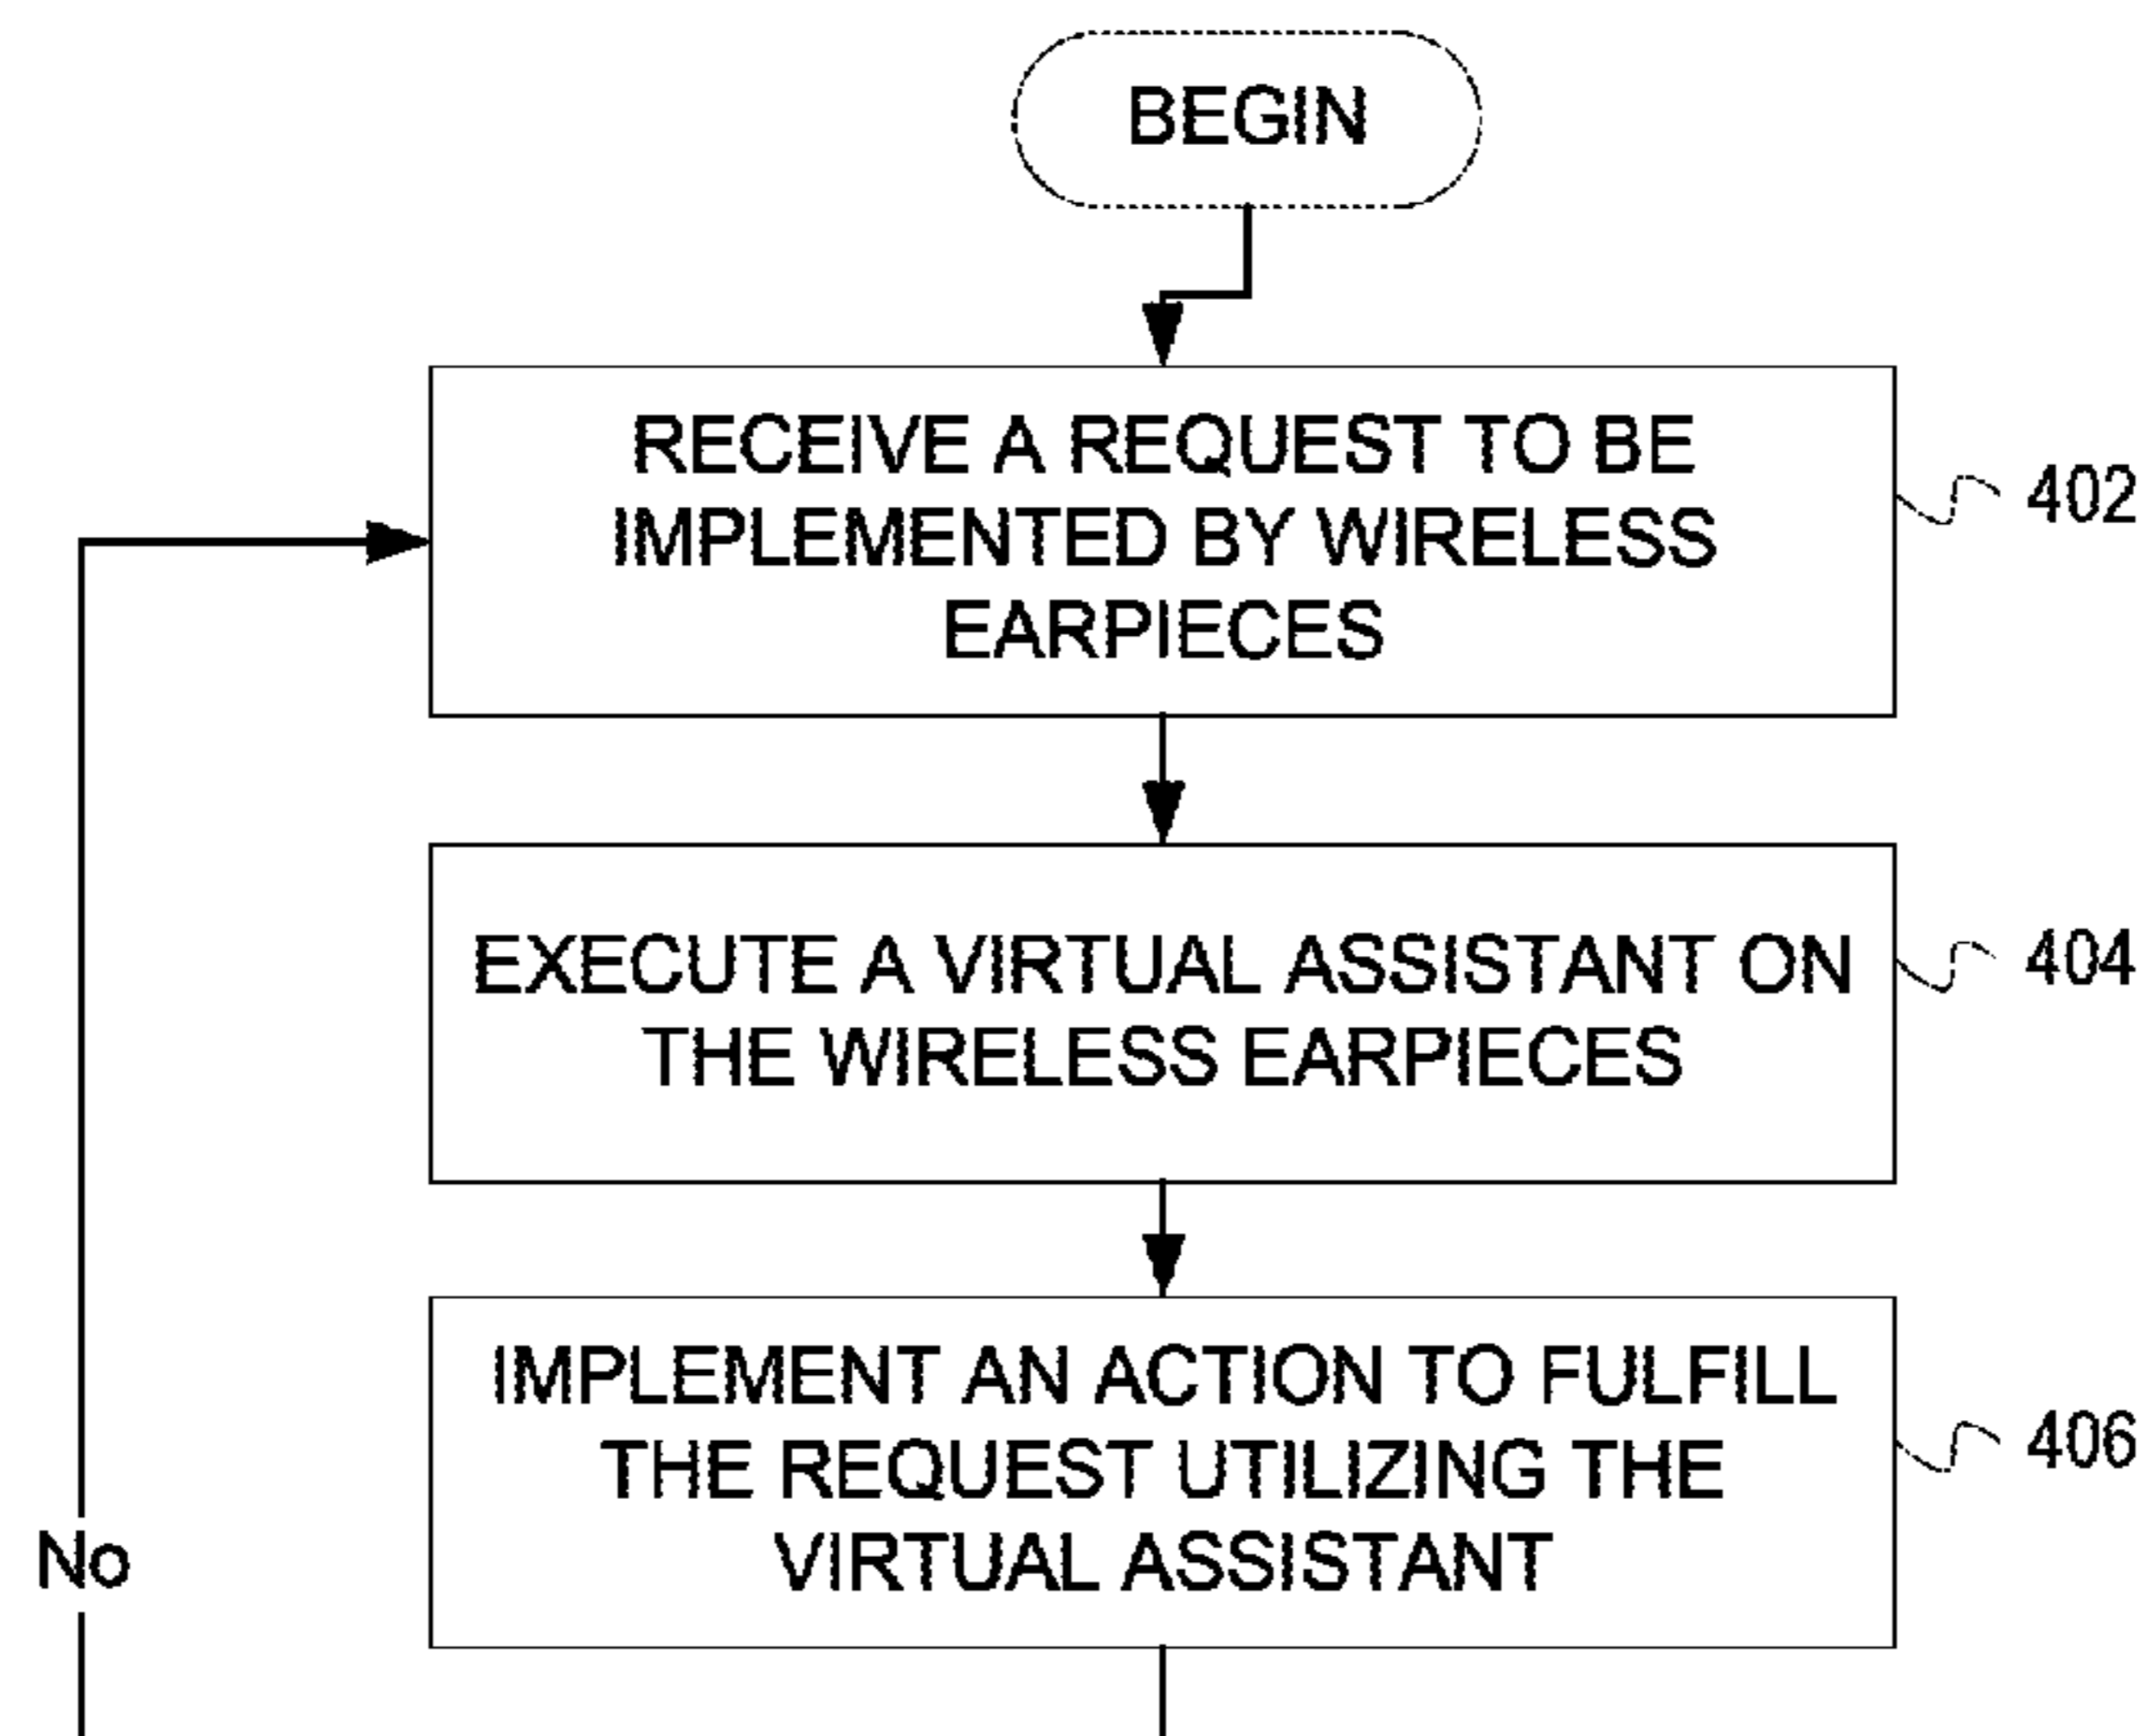 BEGIN
RECEIVE A REQUEST TO BE
IMPLEMENTED BY WIRELESS
EARPIECES
402
EXECUTE A VIRTUAL ASSISTANT ON
THE WIRELESS EARPIECES
404
IMPLEMENT AN ACTION TO FULFILL
THE REQUEST UTILIZING THE
VIRTUAL ASSISTANT
406
No